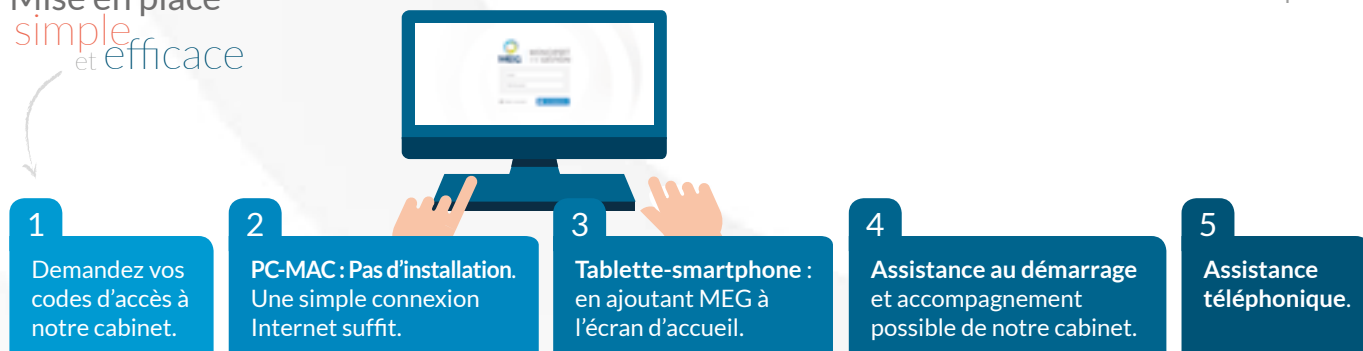 Mise en place
simple
et efficace
MEG
1
Demandez vos
codes d'accès à
notre cabinet.
2
PC-MAC : Pas d'installation.
Une simple connexion
Internet suffit.
3
Tablette-smartphone :
en ajoutant MEG à
l'écran d'accueil.
4
Assistance au démarrage
et accompagnement
possible de notre cabinet.
5
Assistance
téléphonique.